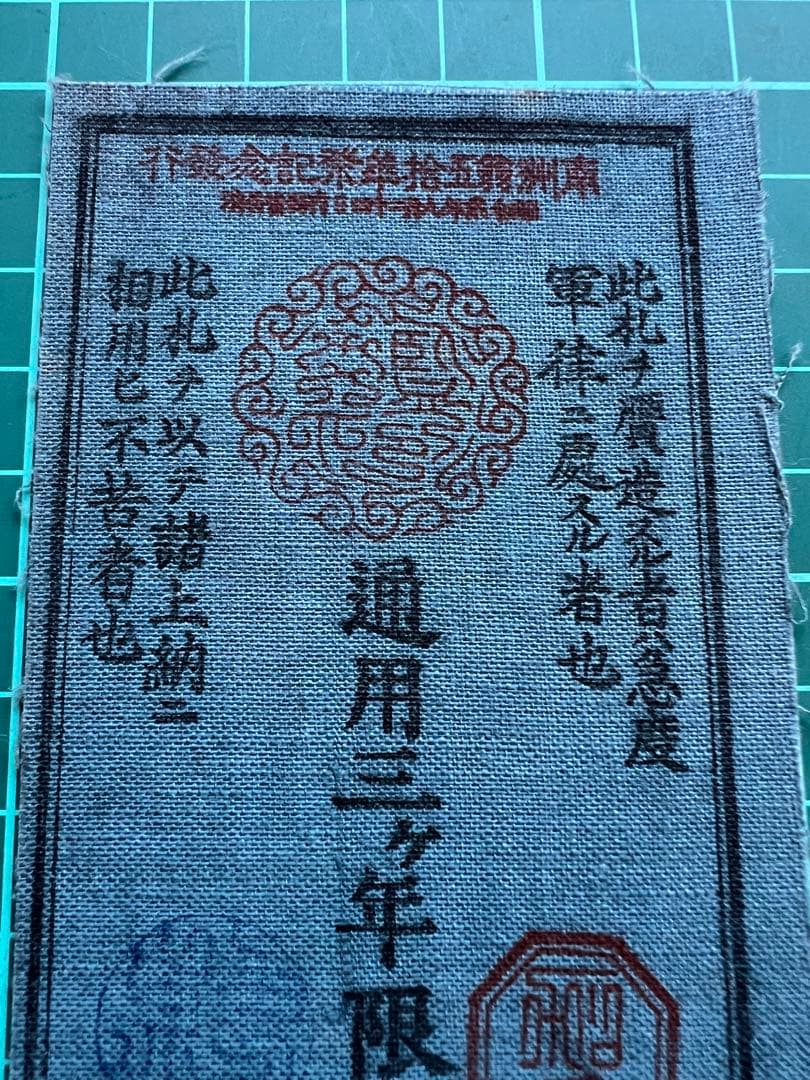 南洲翁五拾年祭記念發行
此札ヲ贋造スル者ハ急度
軍律ニ處スル者也
通用三ケ年限
此札ヲ以テ諸上納ニ
相用ヒ不苦者也